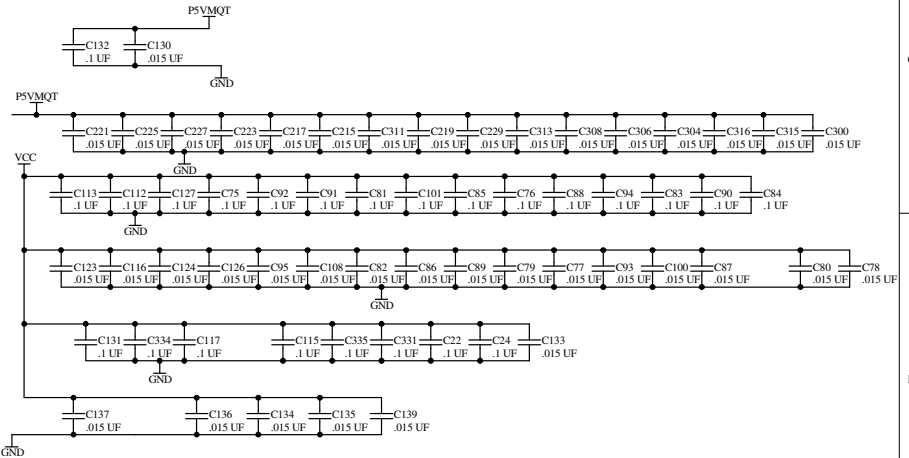 P5VMQT
C132 C130
.1 UF .015 UF
GND
P5VMQT
C221 C225 C227 C223 C217 C215 C311 C219 C229 C313 C308 C306 C304 C316 C315 C300
.015 UF .015 UF .015 UF .015 UF .015 UF .015 UF .015 UF .015 UF .015 UF .015 UF .015 UF .015 UF .015 UF .015 UF .015 UF .015 UF
GND
VCC
C113 C112 C127 C75 C92 C91 C81 C101 C85 C76 C88 C94 C83 C90 C84
.1 UF .1 UF .1 UF .1 UF .1 UF .1 UF .1 UF .1 UF .1 UF .1 UF .1 UF .1 UF .1 UF .1 UF .1 UF
GND
C123 C116 C124 C126 C95 C108 C82 C86 C89 C79 C77 C93 C100 C87 C80 C78
.015 UF .015 UF .015 UF .015 UF .015 UF .015 UF .015 UF .015 UF .015 UF .015 UF .015 UF .015 UF .015 UF .015 UF .015 UF .015 UF
GND
C131 C334 C117 C115 C335 C331 C22 C24 C133
.1 UF .1 UF .1 UF .1 UF .1 UF .1 UF .1 UF .1 UF .015 UF
GND
C137 C136 C134 C135 C139
.015 UF .015 UF .015 UF .015 UF .015 UF
GND